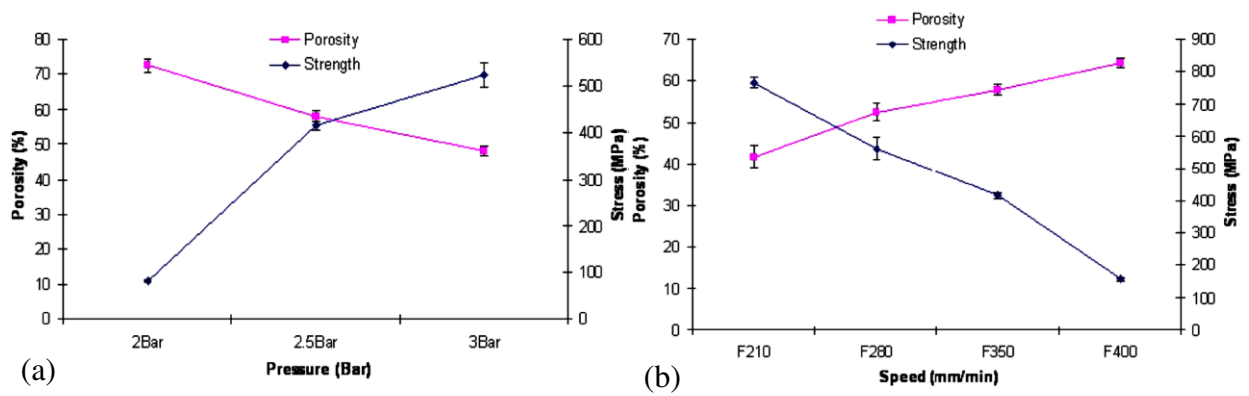 80
70
60
50
40
30
20
10
0
Porosity (%)
Porosity
Strength
600
500
400
300
200
100
0
Stress (MPa)
2Bar 2.5Bar 3Bar
Pressure (Bar)
(a)
70
60
50
40
30
20
10
0
Porosity (%)
Porosity
Strength
900
800
700
600
500
400
300
200
100
0
Stress (MPa)
F210 F280 F350 F400
Speed (mm/min)
(b)